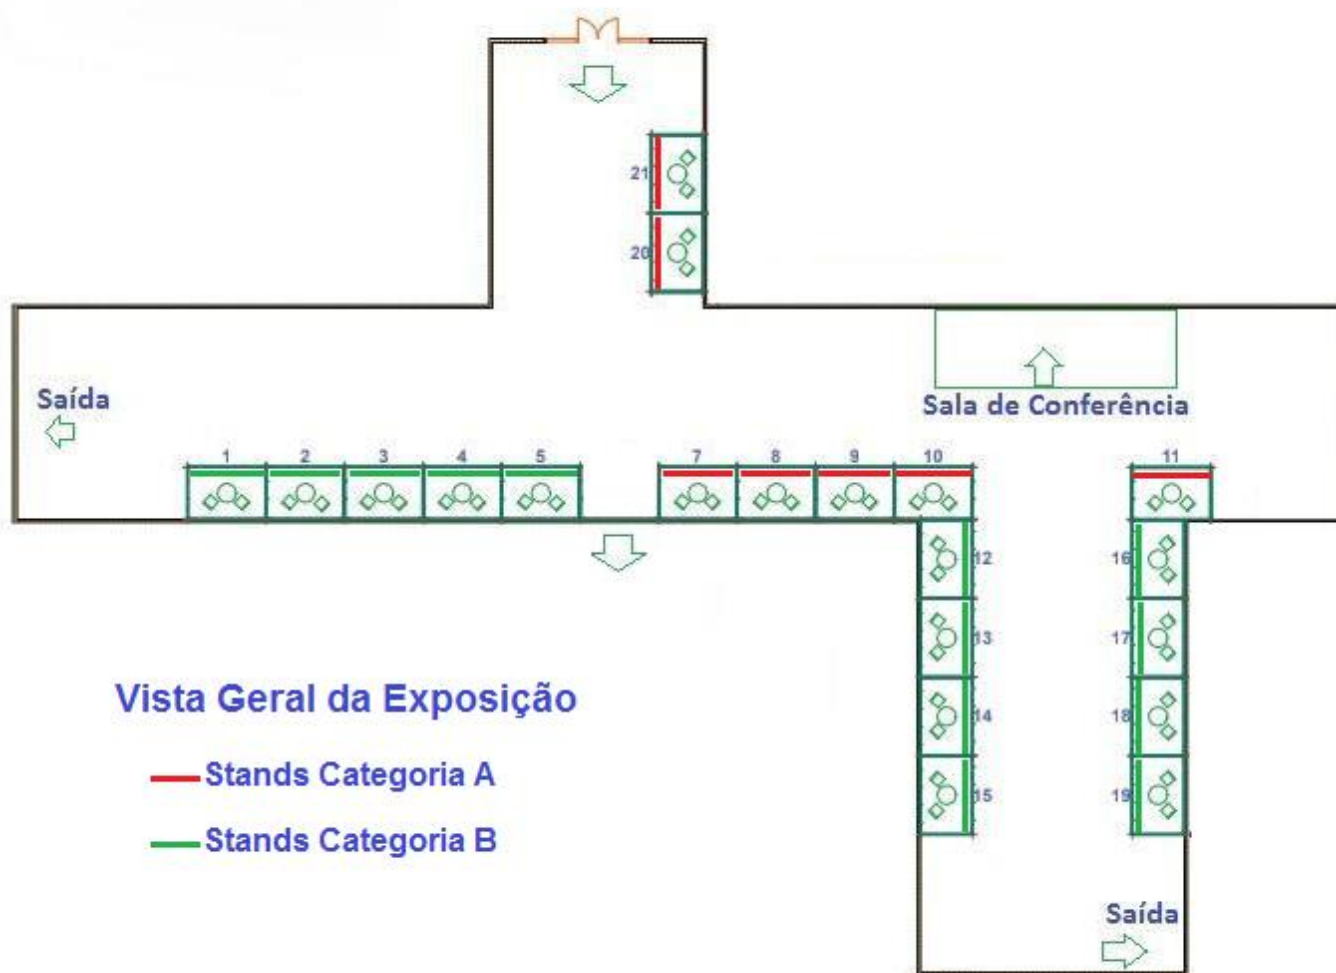 21
20
Saída
Sala de Conferência
1 2 3 4 5 7 8 9 10 11
12 16
13 17
14 18
15 19
Vista Geral da Exposição
Stands Categoria A
Stands Categoria B
Saída